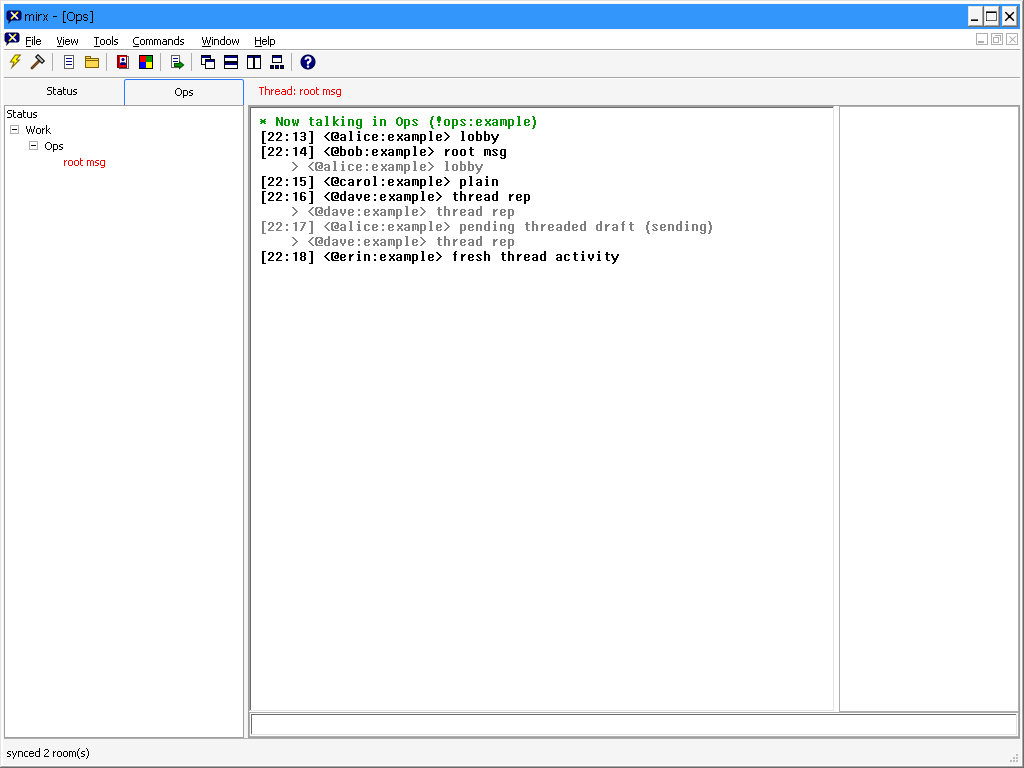 mirx - [Ops]
File View Tools Commands Window Help
Status Ops Thread: root msg
Status
Work
Ops
root msg
* Now talking in Ops (!ops:example)
[22:13] <@alice:example> lobby
[22:14] <@bob:example> root msg
> <@alice:example> lobby
[22:15] <@carol:example> plain
[22:16] <@dave:example> thread rep
> <@dave:example> thread rep
[22:17] <@alice:example> pending threaded draft (sending)
> <@dave:example> thread rep
[22:18] <@erin:example> fresh thread activity
synced 2 room(s)